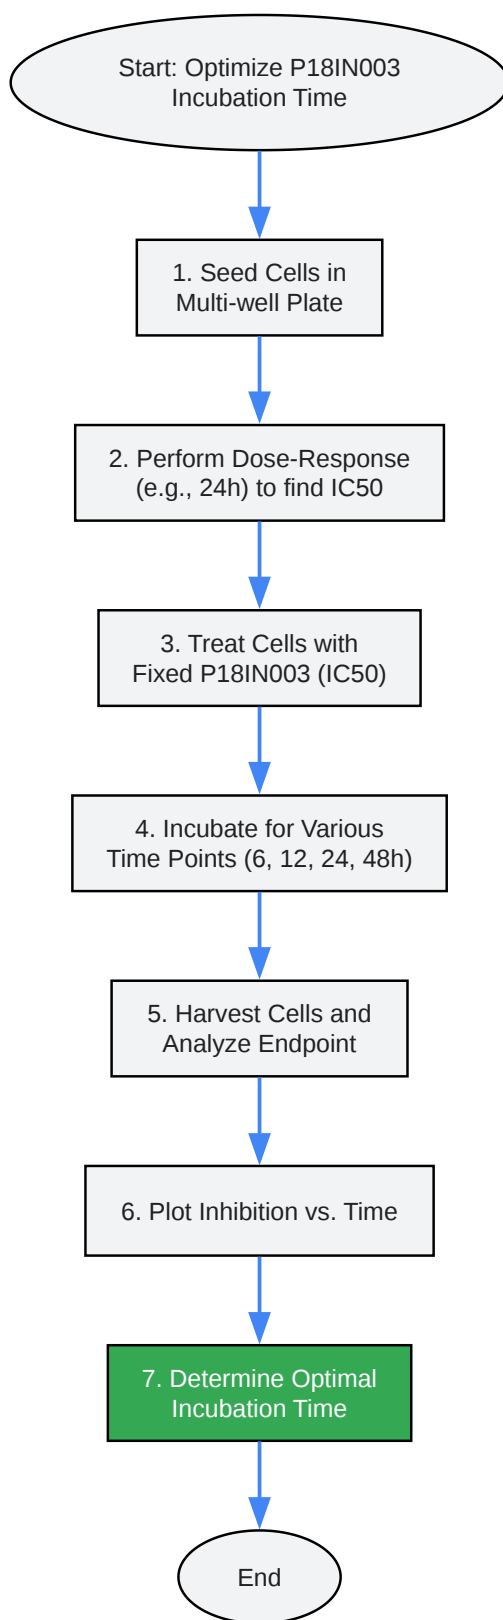 Start: Optimize P18IN003
Incubation Time
1. Seed Cells in
Multi-well Plate
2. Perform Dose-Response
(e.g., 24h) to find IC50
3. Treat Cells with
Fixed P18IN003 (IC50)
4. Incubate for Various
Time Points (6, 12, 24, 48h)
5. Harvest Cells and
Analyze Endpoint
6. Plot Inhibition vs. Time
7. Determine Optimal
Incubation Time
End